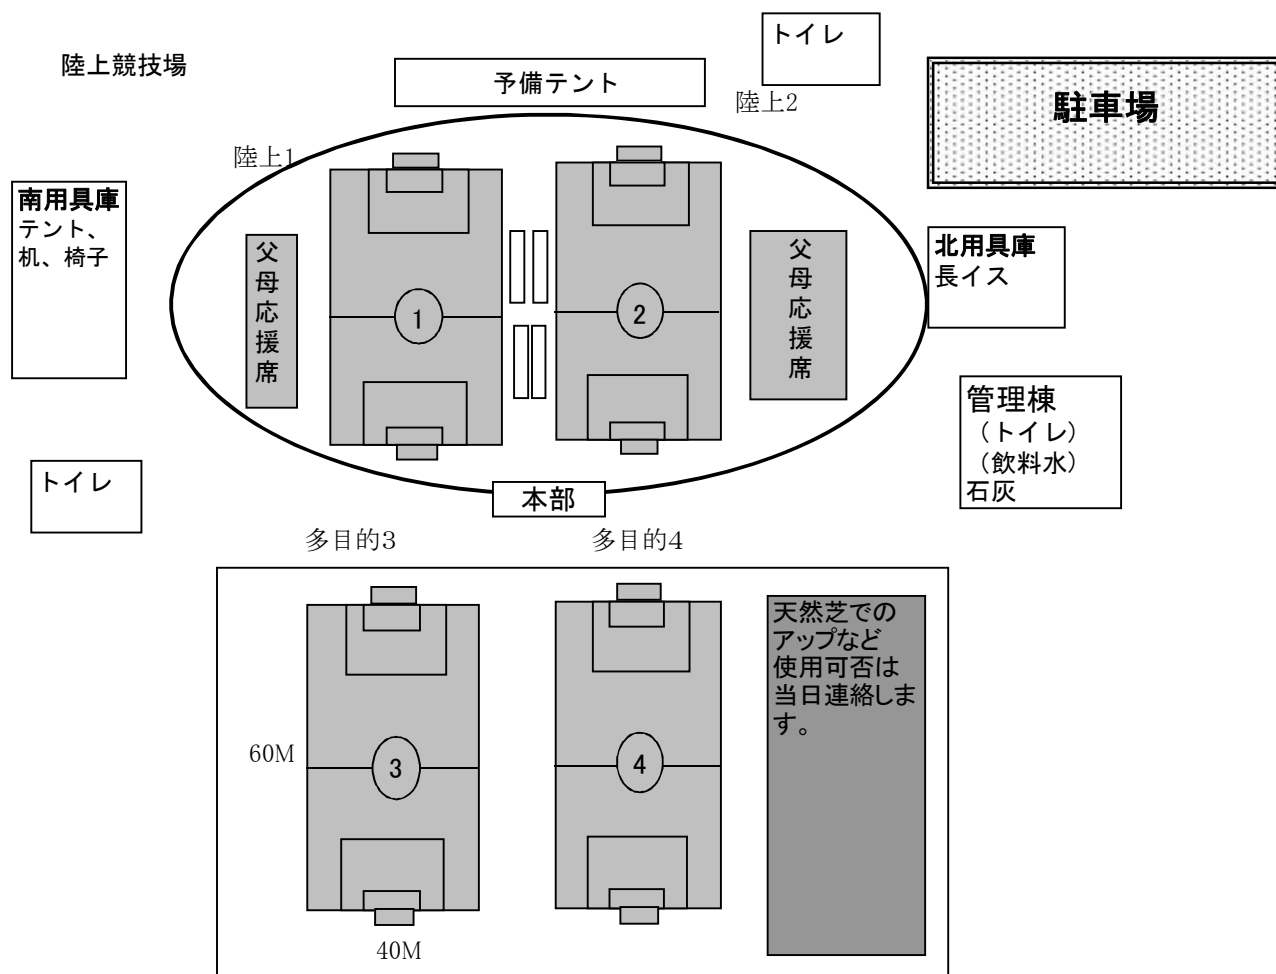 トイレ
陸上競技場
予備テント
陸上2
駐車場
陸上1
南用具庫
テント、
机、椅子
父母応援席
1
2
父母応援席
北用具庫
長イス
管理棟
（トイレ）
（飲料水）
石灰
トイレ
本部
多目的3
多目的4
天然芝での
アップなど
使用可否は
当日連絡しま
す。
60M
3
4
40M